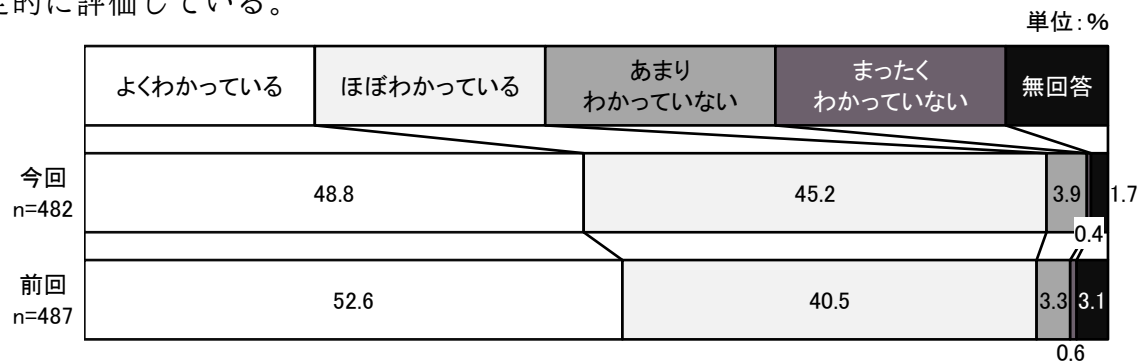 定的に評価している。
単位:%
よくわかっている
ほぼわかっている
あまり
わかっていない
まったく
わかっていない
無回答
今回
n=482
48.8
45.2
3.9
0.4
1.7
前回
n=487
52.6
40.5
3.3
0.6
3.1